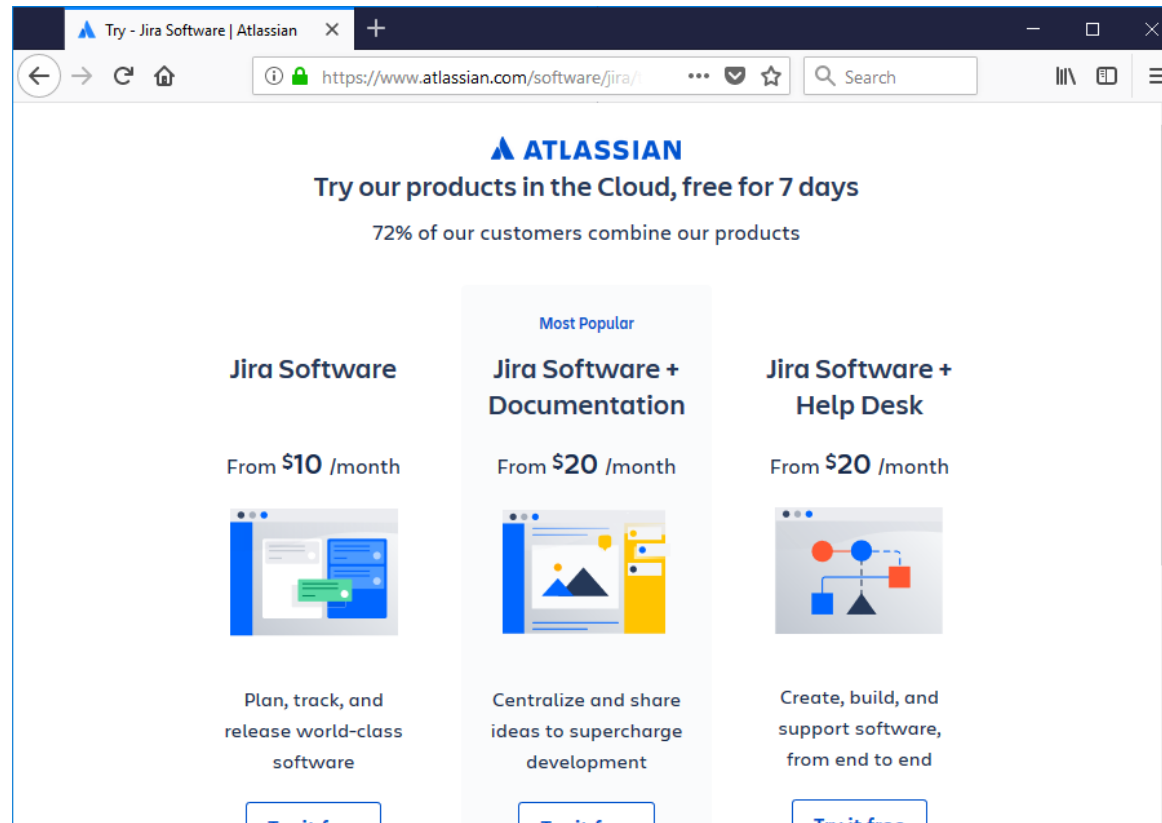 Try - Jira Software | Atlassian
https://www.atlassian.com/software/jira/
Search
ATLASSIAN
Try our products in the Cloud, free for 7 days
72% of our customers combine our products
Jira Software
From $10 /month
Plan, track, and
release world-class
software
Most Popular
Jira Software +
Documentation
From $20 /month
Centralize and share
ideas to supercharge
development
Jira Software +
Help Desk
From $20 /month
Create, build, and
support software,
from end to end
Try it free